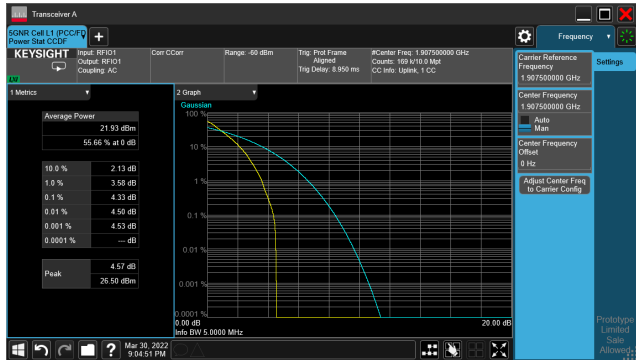 Transceiver A
5GNR Cell L1 (PCC/FD
Power Stat CCDF
Frequency
KEYSIGHT
Input: RFIO1
Output: RFIO1
Coupling: AC
Corr CCorr
Range: -60 dBm
Trig: Prot Frame
Aligned
Trig Delay: 8.950 ms
#Center Freq: 1.907500000 GHz
Counts: 169 k/10.0 Mpt
CC Info: Uplink, 1 CC
1 Metrics
Average Power
21.93 dBm
55.66 % at 0 dB
10.0 % 2.13 dB
1.0 % 3.58 dB
0.1 % 4.33 dB
0.01 % 4.50 dB
0.001 % 4.53 dB
0.0001 % --- dB
Peak
4.57 dB
26.50 dBm
2 Graph
Gaussian
100 %
10 %
1 %
0.1 %
0.01 %
0.001 %
0.0001 %
0.00 dB
20.00 dB
Info BW 5.0000 MHz
Carrier Reference
Frequency
1.907500000 GHz
Center Frequency
1.907500000 GHz
Auto
Man
Center Frequency
Offset
0 Hz
Adjust Center Freq
to Carrier Config
Settings
Prototype
Limited
Sale
Allowed
Mar 30, 2022
9:04:51 PM